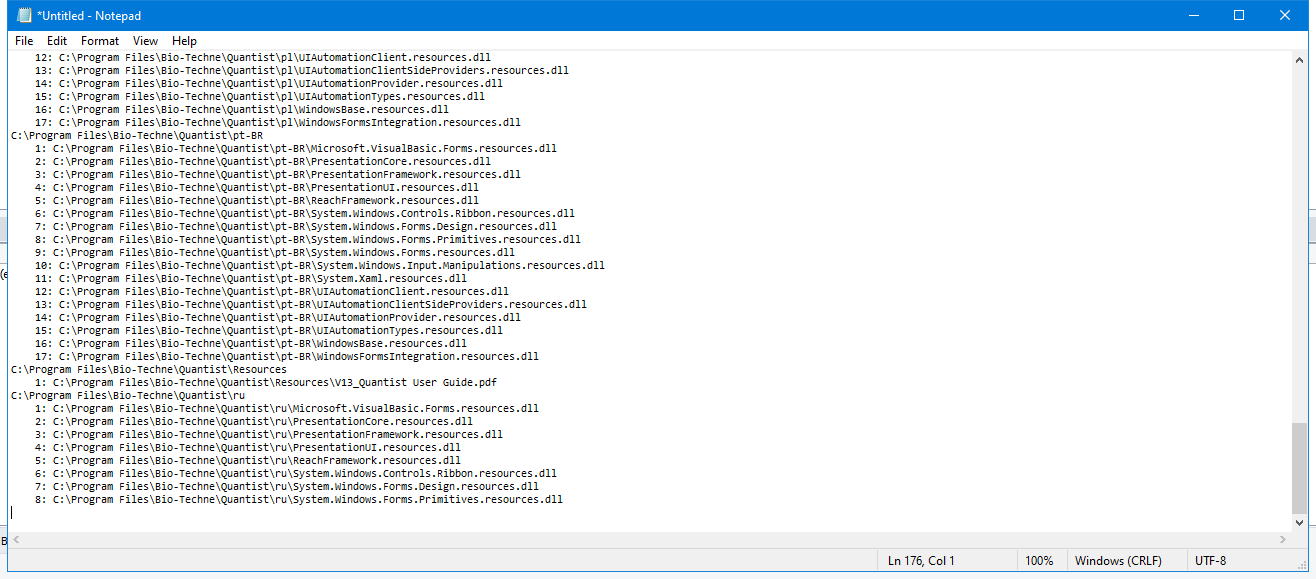 *Untitled - Notepad
File Edit Format View Help
12: C:\Program Files\Bio-Techne\Quantist\pl\UIAutomationClient.resources.dll
13: C:\Program Files\Bio-Techne\Quantist\pl\UIAutomationClientSideProviders.resources.dll
14: C:\Program Files\Bio-Techne\Quantist\pl\UIAutomationProvider.resources.dll
15: C:\Program Files\Bio-Techne\Quantist\pl\UIAutomationTypes.resources.dll
16: C:\Program Files\Bio-Techne\Quantist\pl\WindowsBase.resources.dll
17: C:\Program Files\Bio-Techne\Quantist\pl\WindowsFormsIntegration.resources.dll
C:\Program Files\Bio-Techne\Quantist\pt-BR
1: C:\Program Files\Bio-Techne\Quantist\pt-BR\Microsoft.VisualBasic.Forms.resources.dll
2: C:\Program Files\Bio-Techne\Quantist\pt-BR\PresentationCore.resources.dll
3: C:\Program Files\Bio-Techne\Quantist\pt-BR\PresentationFramework.resources.dll
4: C:\Program Files\Bio-Techne\Quantist\pt-BR\PresentationUI.resources.dll
5: C:\Program Files\Bio-Techne\Quantist\pt-BR\ReachFramework.resources.dll
6: C:\Program Files\Bio-Techne\Quantist\pt-BR\System.Windows.Controls.Ribbon.resources.dll
7: C:\Program Files\Bio-Techne\Quantist\pt-BR\System.Windows.Forms.Design.resources.dll
8: C:\Program Files\Bio-Techne\Quantist\pt-BR\System.Windows.Forms.Primitives.resources.dll
9: C:\Program Files\Bio-Techne\Quantist\pt-BR\System.Windows.Forms.resources.dll
10: C:\Program Files\Bio-Techne\Quantist\pt-BR\System.Windows.Input.Manipulations.resources.dll
11: C:\Program Files\Bio-Techne\Quantist\pt-BR\System.Xaml.resources.dll
12: C:\Program Files\Bio-Techne\Quantist\pt-BR\UIAutomationClient.resources.dll
13: C:\Program Files\Bio-Techne\Quantist\pt-BR\UIAutomationClientSideProviders.resources.dll
14: C:\Program Files\Bio-Techne\Quantist\pt-BR\UIAutomationProvider.resources.dll
15: C:\Program Files\Bio-Techne\Quantist\pt-BR\UIAutomationTypes.resources.dll
16: C:\Program Files\Bio-Techne\Quantist\pt-BR\WindowsBase.resources.dll
17: C:\Program Files\Bio-Techne\Quantist\pt-BR\WindowsFormsIntegration.resources.dll
C:\Program Files\Bio-Techne\Quantist\Resources
1: C:\Program Files\Bio-Techne\Quantist\Resources\V13_Quantist User Guide.pdf
C:\Program Files\Bio-Techne\Quantist\ru
1: C:\Program Files\Bio-Techne\Quantist\ru\Microsoft.VisualBasic.Forms.resources.dll
2: C:\Program Files\Bio-Techne\Quantist\ru\PresentationCore.resources.dll
3: C:\Program Files\Bio-Techne\Quantist\ru\PresentationFramework.resources.dll
4: C:\Program Files\Bio-Techne\Quantist\ru\PresentationUI.resources.dll
5: C:\Program Files\Bio-Techne\Quantist\ru\ReachFramework.resources.dll
6: C:\Program Files\Bio-Techne\Quantist\ru\System.Windows.Controls.Ribbon.resources.dll
7: C:\Program Files\Bio-Techne\Quantist\ru\System.Windows.Forms.Design.resources.dll
8: C:\Program Files\Bio-Techne\Quantist\ru\System.Windows.Forms.Primitives.resources.dll
Ln 176, Col 1 100% Windows (CRLF) UTF-8